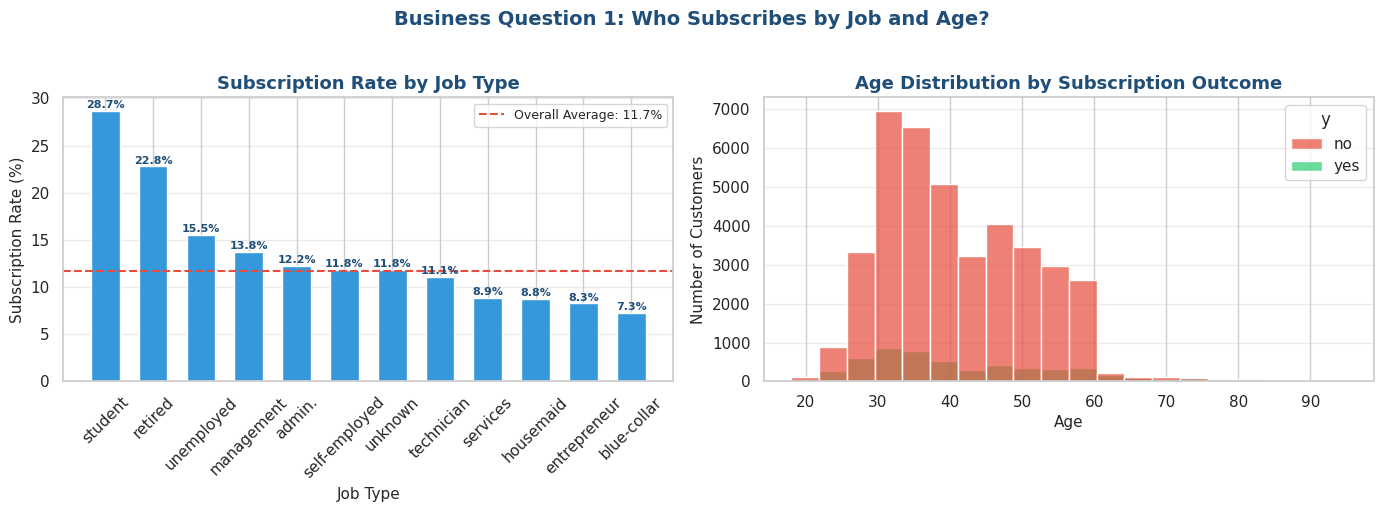 Business Question 1: Who Subscribes by Job and Age?
Subscription Rate by Job Type
Subscription Rate (%)
30
25
20
15
10
5
0
28.7%
22.8%
15.5%
13.8%
12.2%
11.8%
11.8%
11.1%
8.9%
8.8%
8.3%
7.3%
Overall Average: 11.7%
student
retired
unemployed
management
admin.
self-employed
unknown
technician
services
housemaid
entrepreneur
blue-collar
Job Type
Age Distribution by Subscription Outcome
Number of Customers
7000
6000
5000
4000
3000
2000
1000
0
y
no
yes
20 30 40 50 60 70 80 90
Age